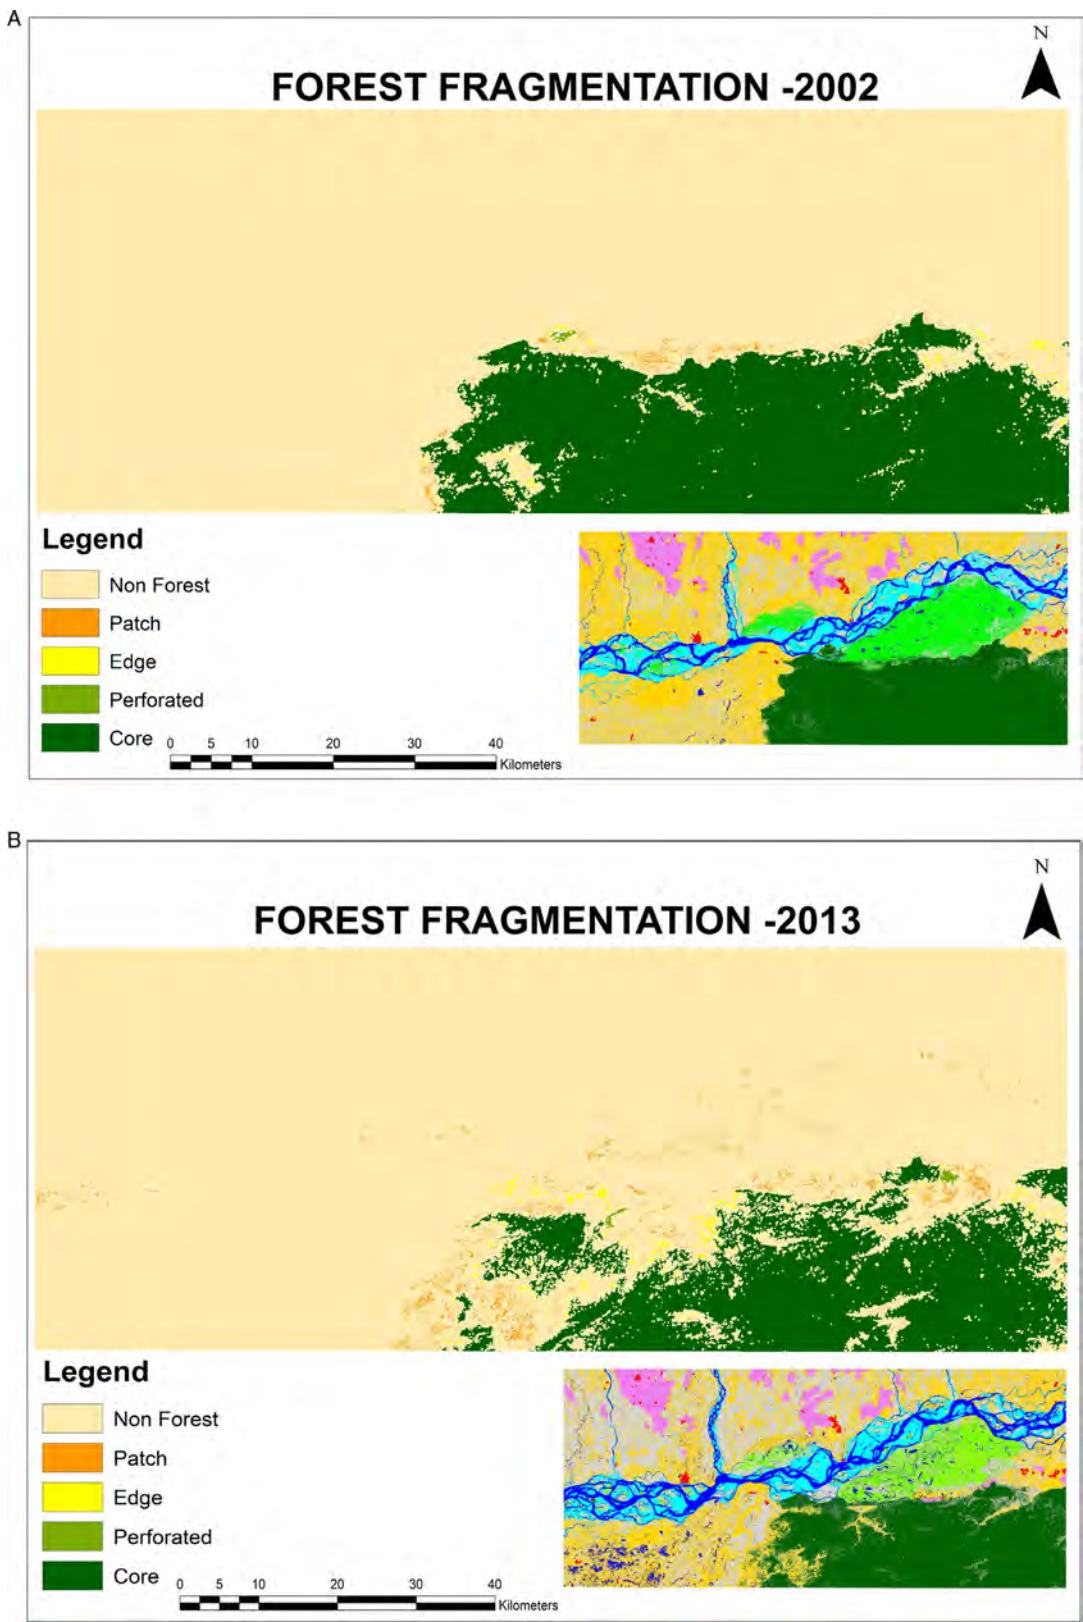 A
N
FOREST FRAGMENTATION -2002
Legend
Non Forest
Patch
Edge
Perforated
Core
0 5 10 20 30 40
Kilometers
B
N
FOREST FRAGMENTATION -2013
Legend
Non Forest
Patch
Edge
Perforated
Core
0 5 10 20 30 40
Kilometers